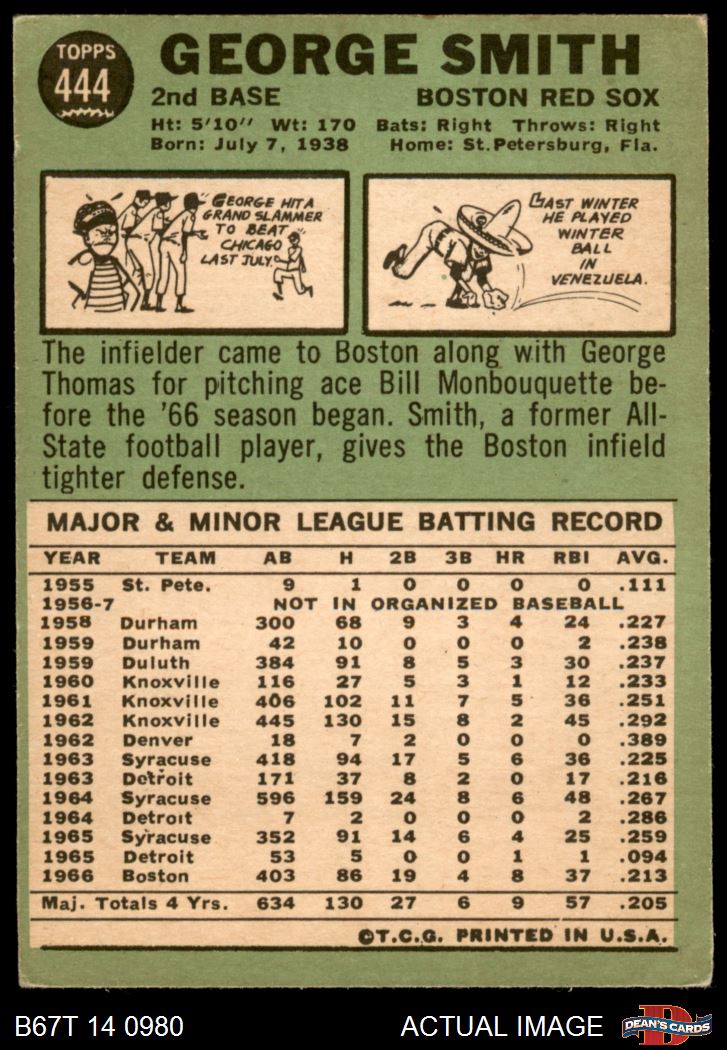 TOPPS
444
GEORGE SMITH
2nd BASE BOSTON RED SOX
Ht: 5'10" Wt: 170 Bats: Right Throws: Right
Born: July 7, 1938 Home: St. Petersburg, Fla.
GEORGE HIT A
GRAND SLAMMER
TO BEAT
CHICAGO
LAST JULY.
LAST WINTER
HE PLAYED
WINTER
BALL
IN
VENEZUELA.
The infielder came to Boston along with George
Thomas for pitching ace Bill Monbouquette be-
fore the '66 season began. Smith, a former All-
State football player, gives the Boston infield
tighter defense.
MAJOR & MINOR LEAGUE BATTING RECORD
YEAR TEAM AB H 2B 3B HR RBI AVG.
1955 St. Pete. 9 1 0 0 0 0 .111
1956-7 NOT IN ORGANIZED BASEBALL
1958 Durham 300 68 9 3 4 24 .227
1959 Durham 42 10 0 0 0 2 .238
1959 Duluth 384 91 8 5 3 30 .237
1960 Knoxville 116 27 5 3 1 12 .233
1961 Knoxville 406 102 11 7 5 36 .251
1962 Knoxville 445 130 15 8 2 45 .292
1962 Denver 18 7 2 0 0 0 .389
1963 Syracuse 418 94 17 5 6 36 .225
1963 Detroit 171 37 8 2 0 17 .216
1964 Syracuse 596 159 24 8 6 48 .267
1964 Detroit 7 2 0 0 0 2 .286
1965 Syracuse 352 91 14 6 4 25 .259
1965 Detroit 53 5 0 0 1 1 .094
1966 Boston 403 86 19 4 8 37 .213
Maj. Totals 4 Yrs. 634 130 27 6 9 57 .205
©T.C.G. PRINTED IN U.S.A.
B67T 14 0980 ACTUAL IMAGE
D
DEAN'S CARDS